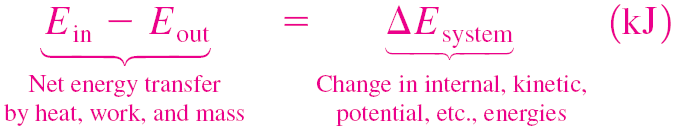 E_in − E_out = ΔE_system (kJ)
Net energy transfer
by heat, work, and mass
Change in internal, kinetic,
potential, etc., energies